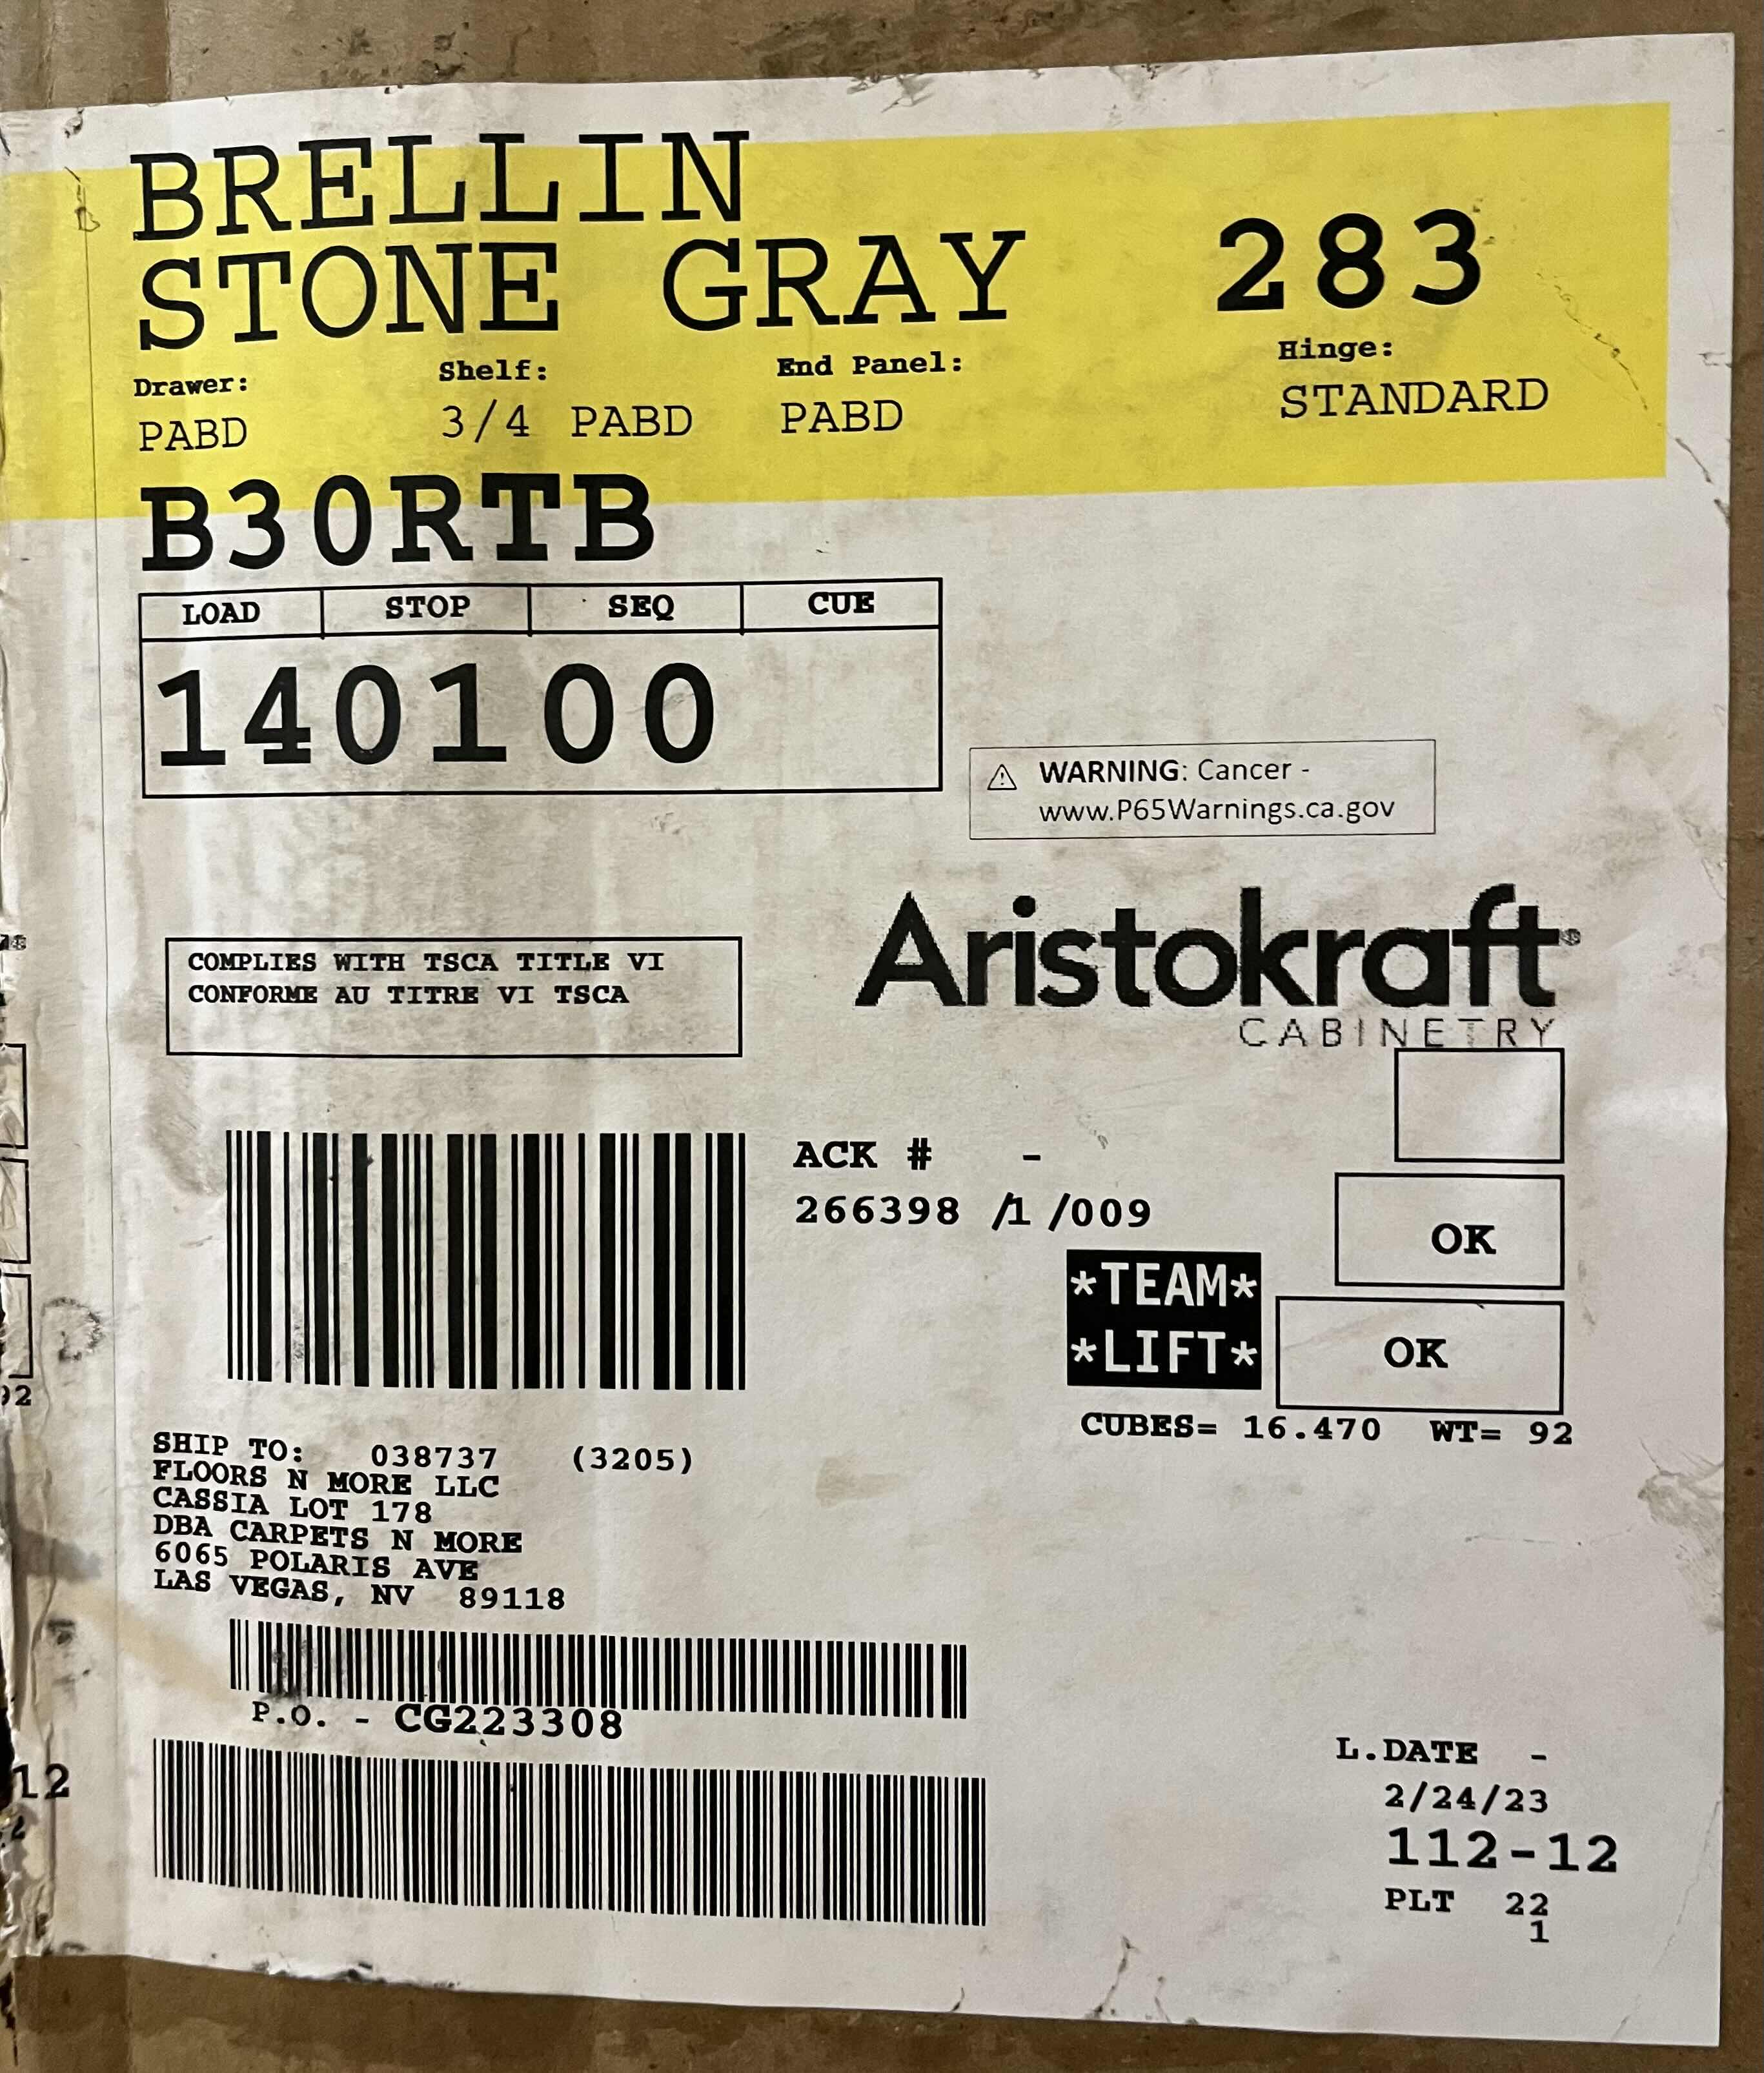 BRELLIN
STONE GRAY 283
Drawer: Shelf: End Panel: Hinge:
PABD 3/4 PABD PABD STANDARD
B30RTB
LOAD STOP SEQ CUE
140100
WARNING: Cancer -
www.P65Warnings.ca.gov
Aristokraft®
CABINETRY
COMPLIES WITH TSCA TITLE VI
CONFORME AU TITRE VI TSCA
ACK # -
266398 /1 /009
OK
*TEAM*
*LIFT*
OK
CUBES= 16.470 WT= 92
SHIP TO: 038737 (3205)
FLOORS N MORE LLC
CASSIA LOT 178
DBA CARPETS N MORE
6065 POLARIS AVE
LAS VEGAS, NV 89118
P.O. - CG223308
L.DATE -
2/24/23
112-12
PLT 22
1
92
12